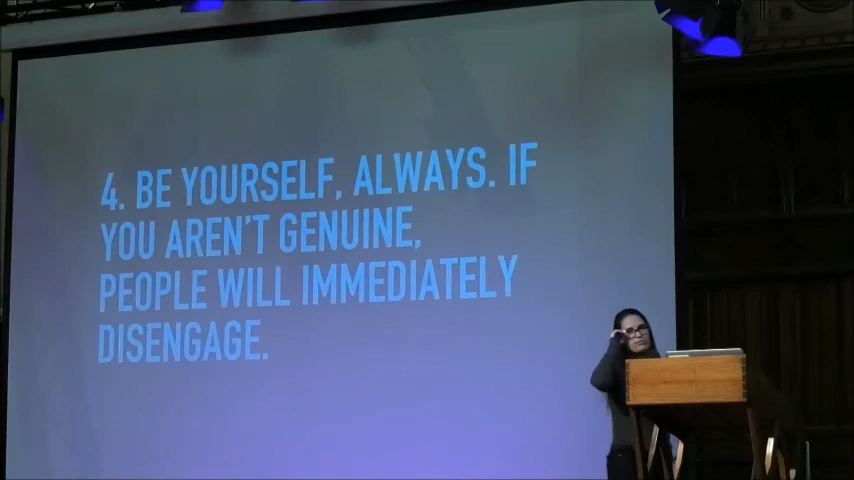 4. BE YOURSELF, ALWAYS. IF
YOU AREN'T GENUINE,
PEOPLE WILL IMMEDIATELY
DISENGAGE.